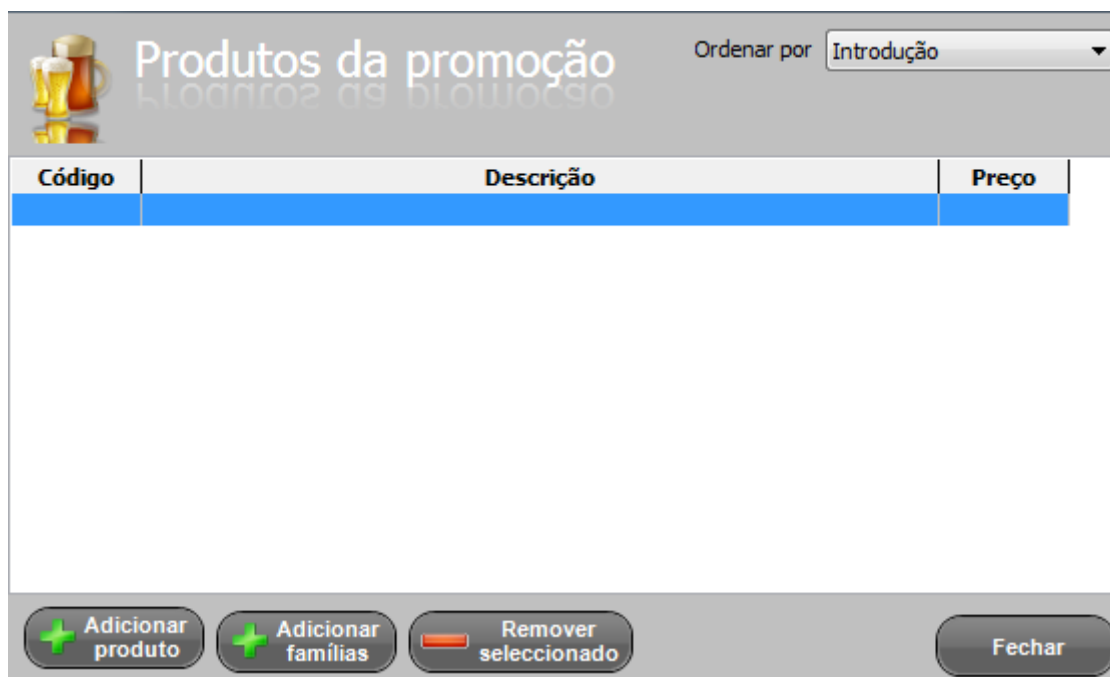 Produtos da promoção
Ordenar por Introdução
Código Descrição Preço
Adicionar produto
Adicionar famílias
Remover seleccionado
Fechar